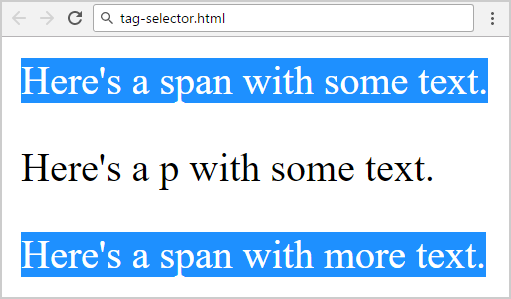 tag-selector.html
Here's a span with some text.
Here's a p with some text.
Here's a span with more text.